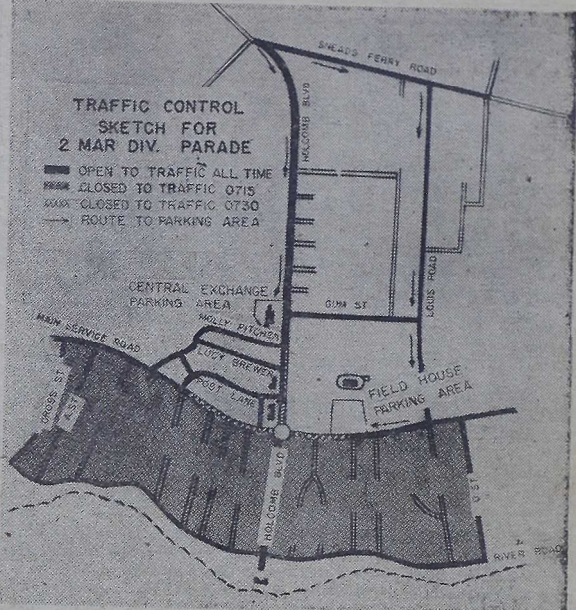 SNEADS FERRY ROAD
TRAFFIC CONTROL
SKETCH FOR
2 MAR DIV. PARADE
OPEN TO TRAFFIC ALL TIME
CLOSED TO TRAFFIC 0715
CLOSED TO TRAFFIC 0730
ROUTE TO PARKING AREA
HOLCOMB BLVD
LOUIS ROAD
CENTRAL EXCHANGE
PARKING AREA
GUM ST
MOLLY PITCHER
MAIN SERVICE ROAD
LUCY BREWER
POST LANE
FIELD HOUSE
PARKING AREA
CROSS ST
A ST
HOLCOMB BLVD
O ST
RIVER ROAD